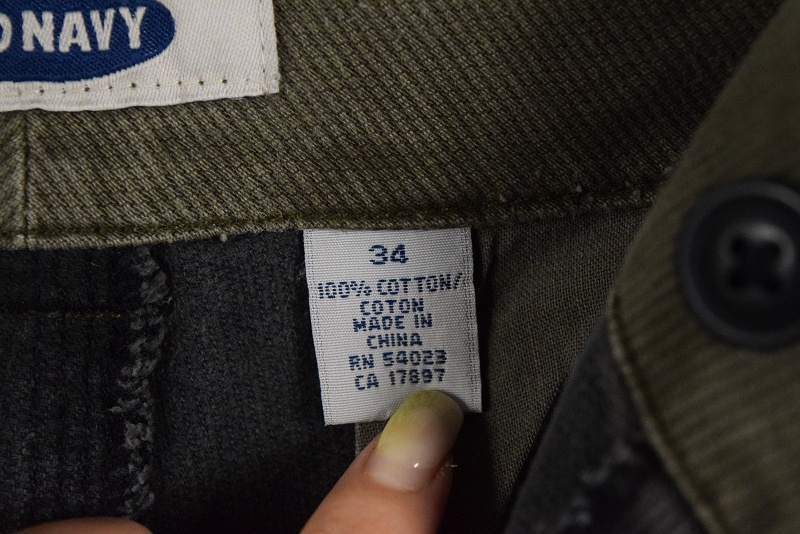 D NAVY
34
100% COTTON/
COTON
MADE IN
CHINA
RN 54023
CA 17897